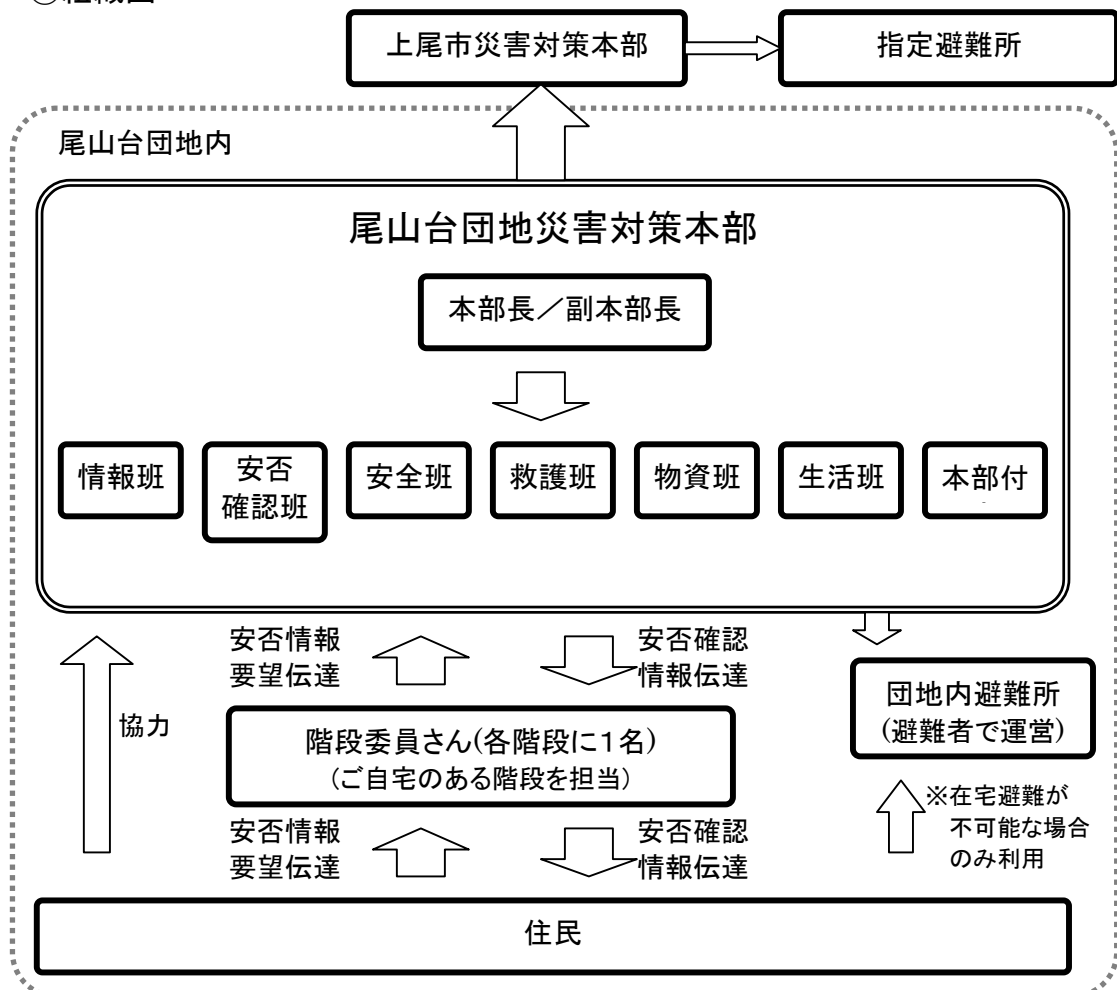 上尾市災害対策本部
指定避難所
尾山台団地内
尾山台団地災害対策本部
本部長／副本部長
情報班
安否
確認班
安全班
救護班
物資班
生活班
本部付
安否情報
要望伝達
安否確認
情報伝達
協力
階段委員さん(各階段に１名)
(ご自宅のある階段を担当)
団地内避難所
(避難者で運営)
安否情報
要望伝達
安否確認
情報伝達
※在宅避難が
不可能な場合
のみ利用
住民